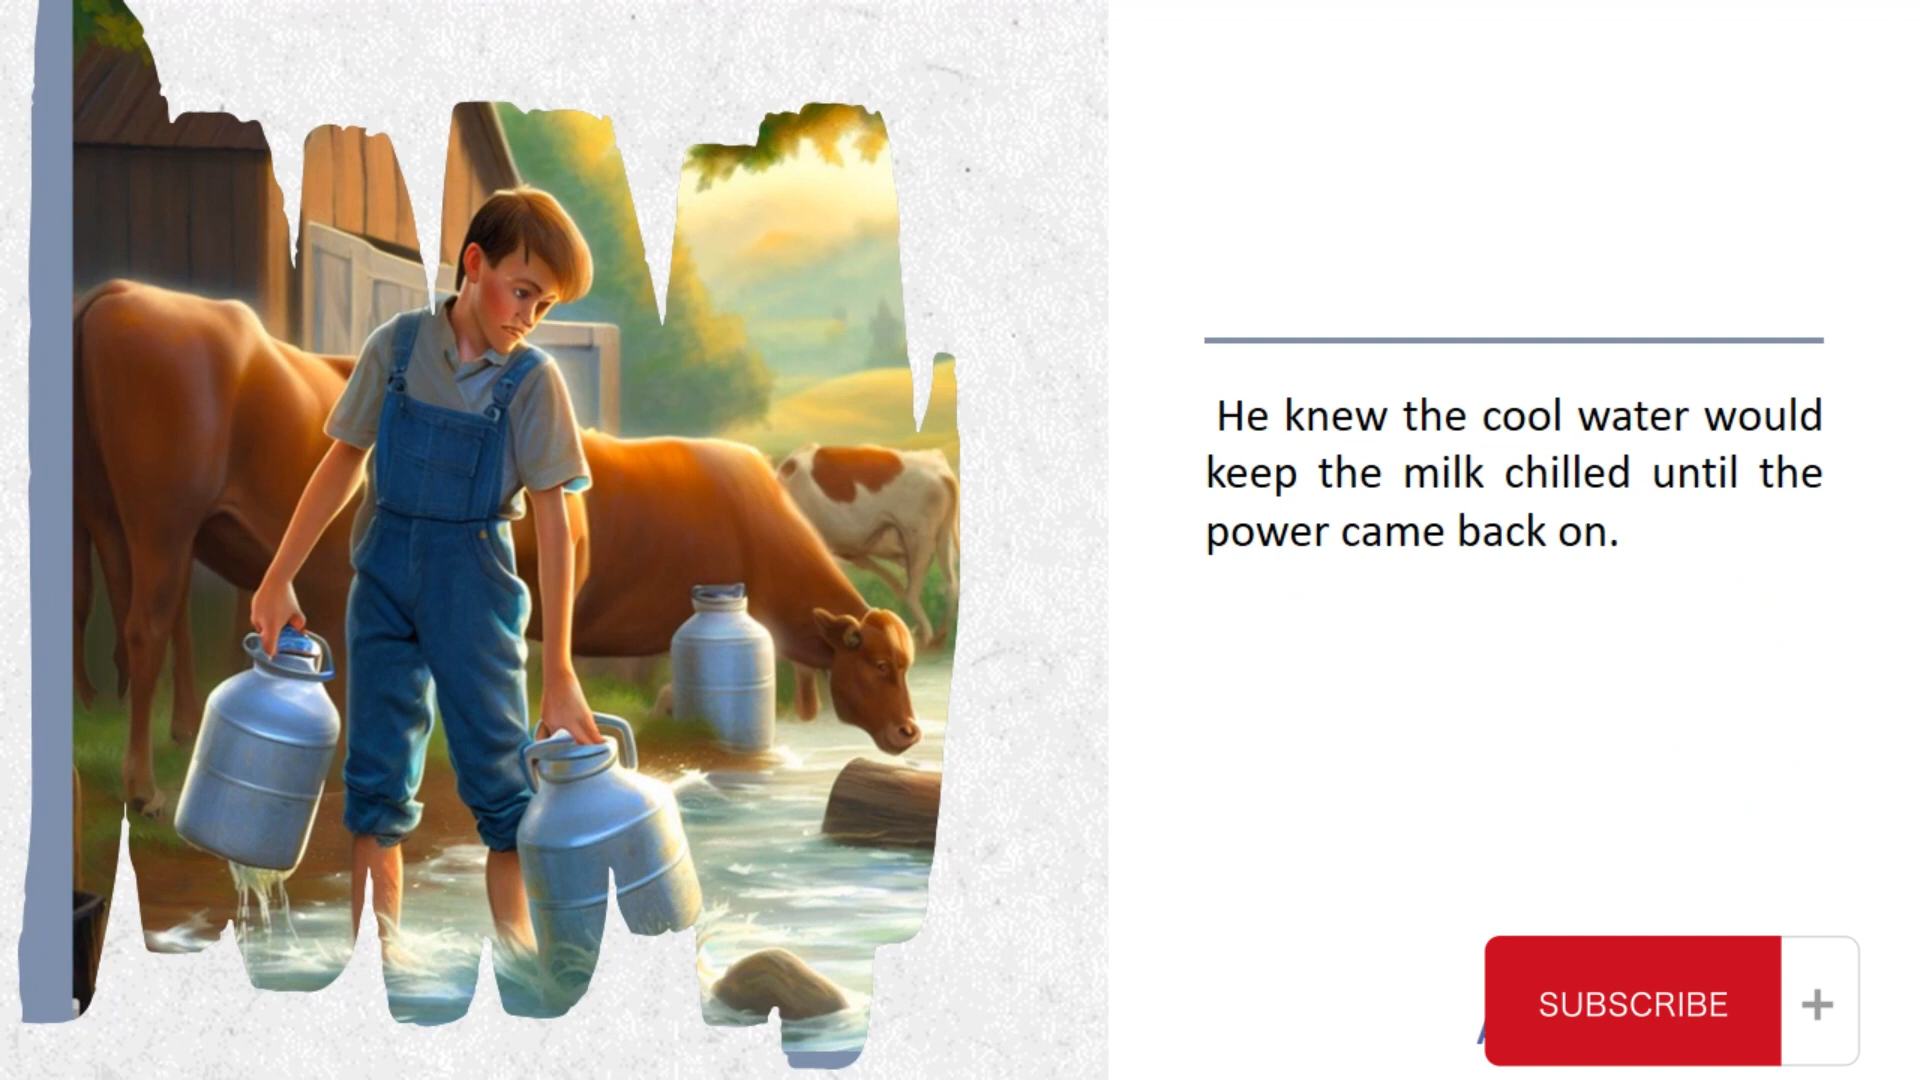 He knew the cool water would
keep the milk chilled until the
power came back on.
SUBSCRIBE